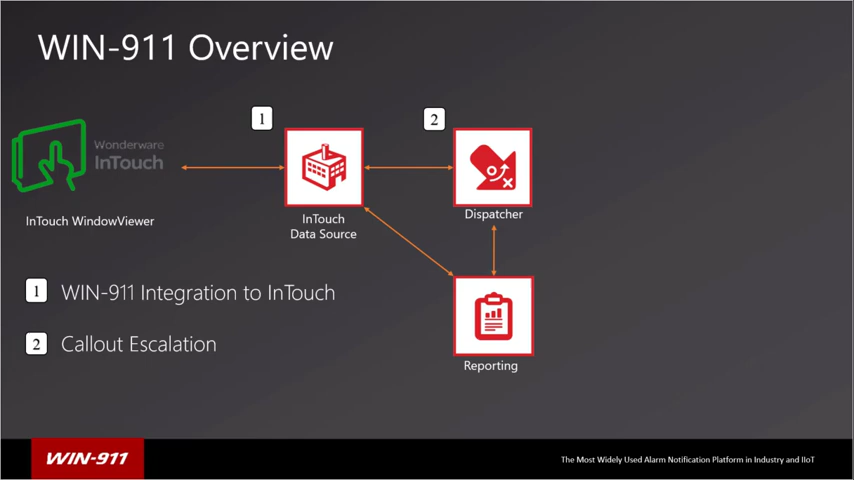 WIN-911 Overview
1
2
Wonderware
InTouch
InTouch WindowViewer
InTouch
Data Source
Dispatcher
1 WIN-911 Integration to InTouch
2 Callout Escalation
Reporting
WIN-911
The Most Widely Used Alarm Notification Platform in Industry and IIoT